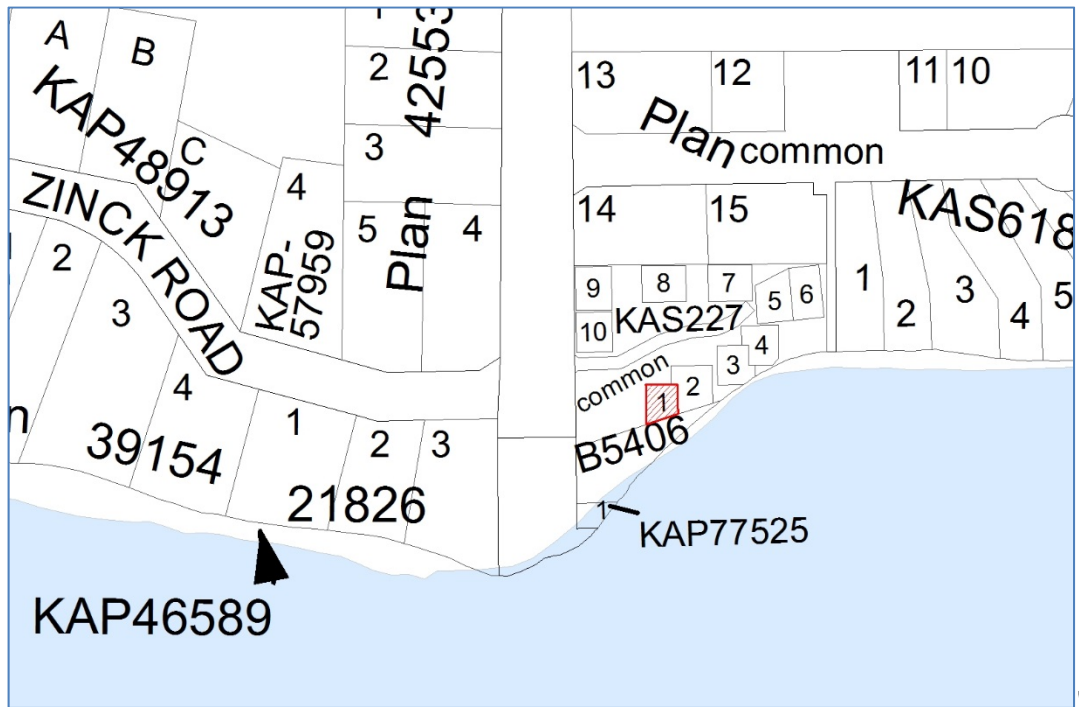 A
B
KAP48913
C
ZINCK ROAD
2
3
4
39154
4
KAP-
57959
2
3
5
4
Plan 42553
1
2
3
21826
KAP46589
13
12
11
10
Plan common
14
15
KAS618
1
2
3
4
5
9
8
7
5
6
10
KAS227
4
3
common
2
1
B5406
1
KAP77525